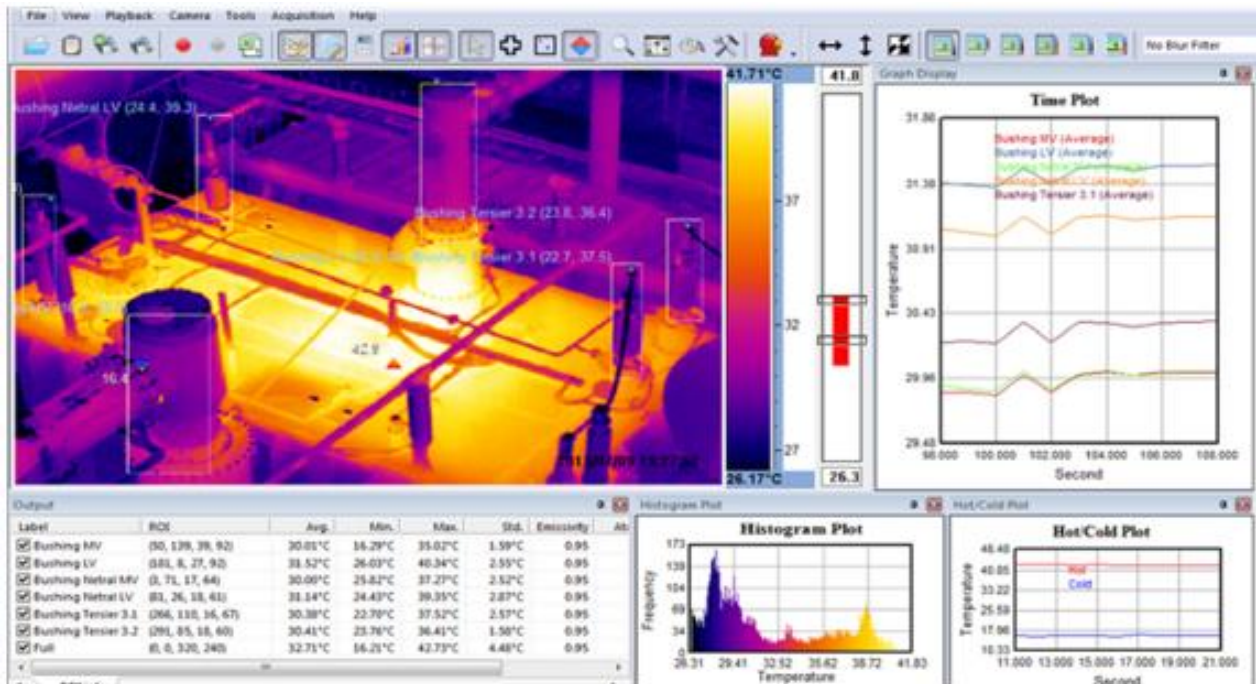 File View Playback Camera Tools Acquisition Help
No Blur Filter
41.71°C
41.8
37
32
27
26.17°C
26.3
Bushing Netral LV (24.4, 39.3)
Bushing Tersier 3.2 (23.8, 36.4)
Bushing Tersier 3.1 (22.7, 37.5)
16.4
Graph Display
Time Plot
Bushing MV (Average)
Bushing LV (Average)
Bushing Tersier 3.1 (Average)
Temperature
31.86
31.38
30.91
30.43
29.96
29.48
98.000 100.000 102.000 104.000 106.000 108.000
Second
Output
Label ROI Avg. Min. Max. Std. Emissivity
Bushing MV (50, 139, 39, 92) 30.01°C 16.29°C 35.02°C 1.59°C 0.95
Bushing LV (181, 8, 27, 92) 31.52°C 26.03°C 40.34°C 2.55°C 0.95
Bushing Netral MV (3, 71, 17, 64) 30.00°C 25.82°C 37.27°C 2.52°C 0.95
Bushing Netral LV (81, 26, 18, 61) 31.14°C 24.43°C 39.35°C 2.87°C 0.95
Bushing Tersier 3.1 (266, 110, 16, 67) 30.38°C 22.70°C 37.52°C 2.57°C 0.95
Bushing Tersier 3.2 (291, 85, 18, 60) 30.41°C 23.76°C 36.41°C 1.50°C 0.95
Full (0, 0, 320, 240) 32.71°C 16.21°C 42.73°C 4.48°C 0.95
Histogram Plot
Histogram Plot
Frequency
173
139
104
69
34
0
26.31 29.41 32.52 35.62 38.72 41.83
Temperature
Hot/Cold Plot
Hot/Cold Plot
Hot
Cold
Temperature
48.48
40.85
33.22
25.59
17.96
10.33
11.000 13.000 15.000 17.000 19.000 21.000
Second